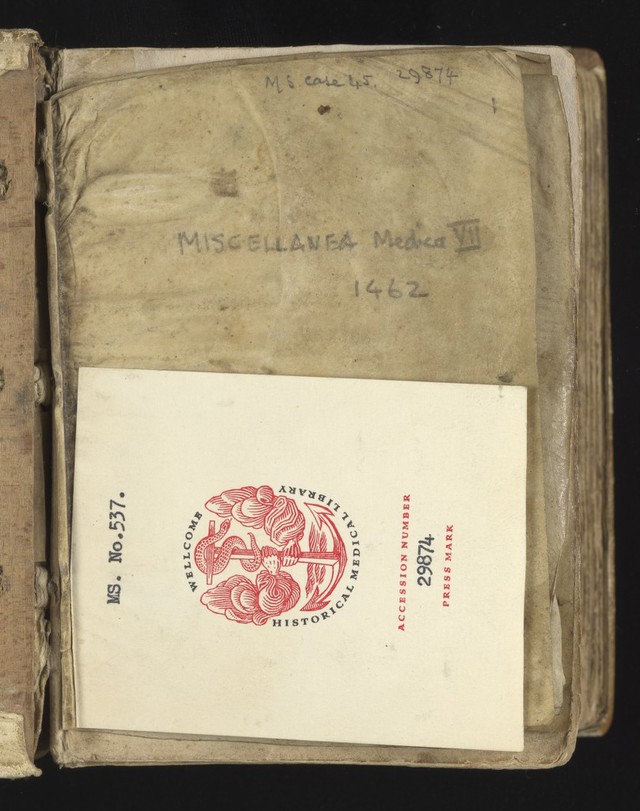 MS case 45. 29874
1
MISCELLANEA Medica VII
1462
MS. No.537.
WELLCOME HISTORICAL MEDICAL LIBRARY
ACCESSION NUMBER
29874
PRESS MARK